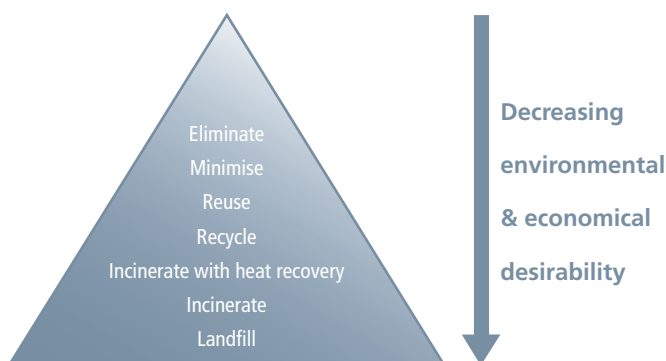 Eliminate
Minimise
Reuse
Recycle
Incinerate with heat recovery
Incinerate
Landfill
Decreasing
environmental
& economical
desirability